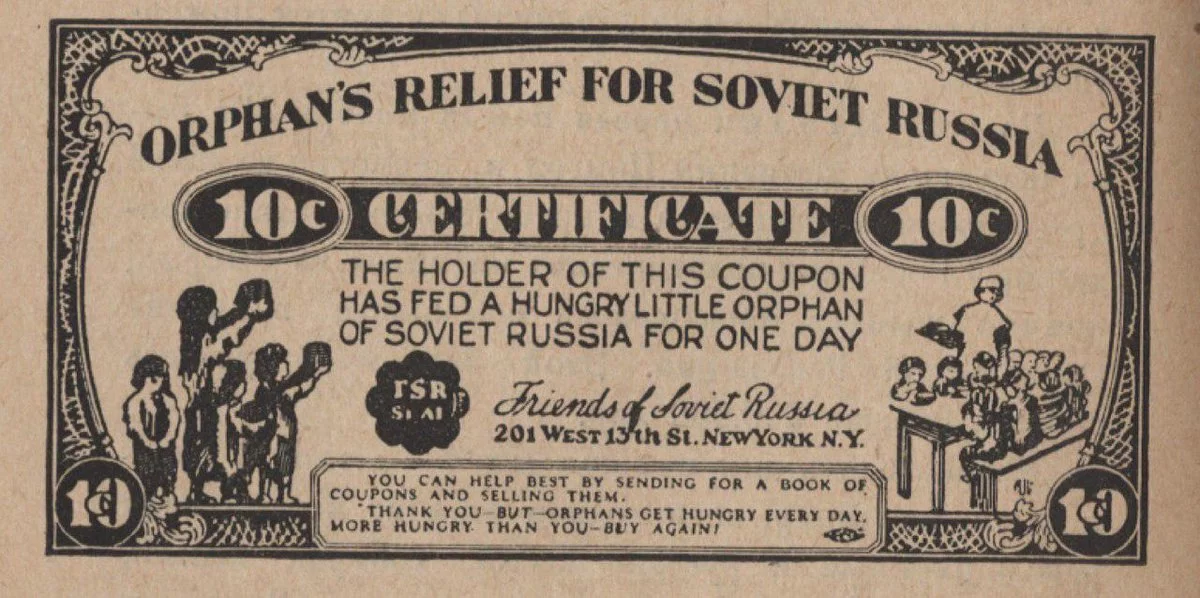 ORPHAN'S RELIEF FOR SOVIET RUSSIA
10c CERTIFICATE 10c
THE HOLDER OF THIS COUPON
HAS FED A HUNGRY LITTLE ORPHAN
OF SOVIET RUSSIA FOR ONE DAY
SEAL
Friends of Soviet Russia
201 WEST 13th ST. NEW YORK N.Y.
YOU CAN HELP BEST BY SENDING FOR A BOOK OF
COUPONS AND SELLING THEM.
THANK YOU—BUT—ORPHANS GET HUNGRY EVERY DAY.
MORE HUNGRY THAN YOU—BUY AGAIN!
10c 10c